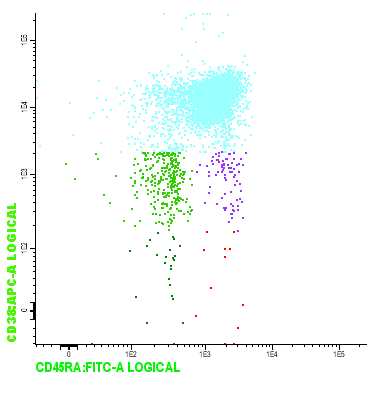 1E5
1E4
1E3
1E2
0
CD38:APC-A LOGICAL
0 1E2 1E3 1E4 1E5
CD45RA:FITC-A LOGICAL